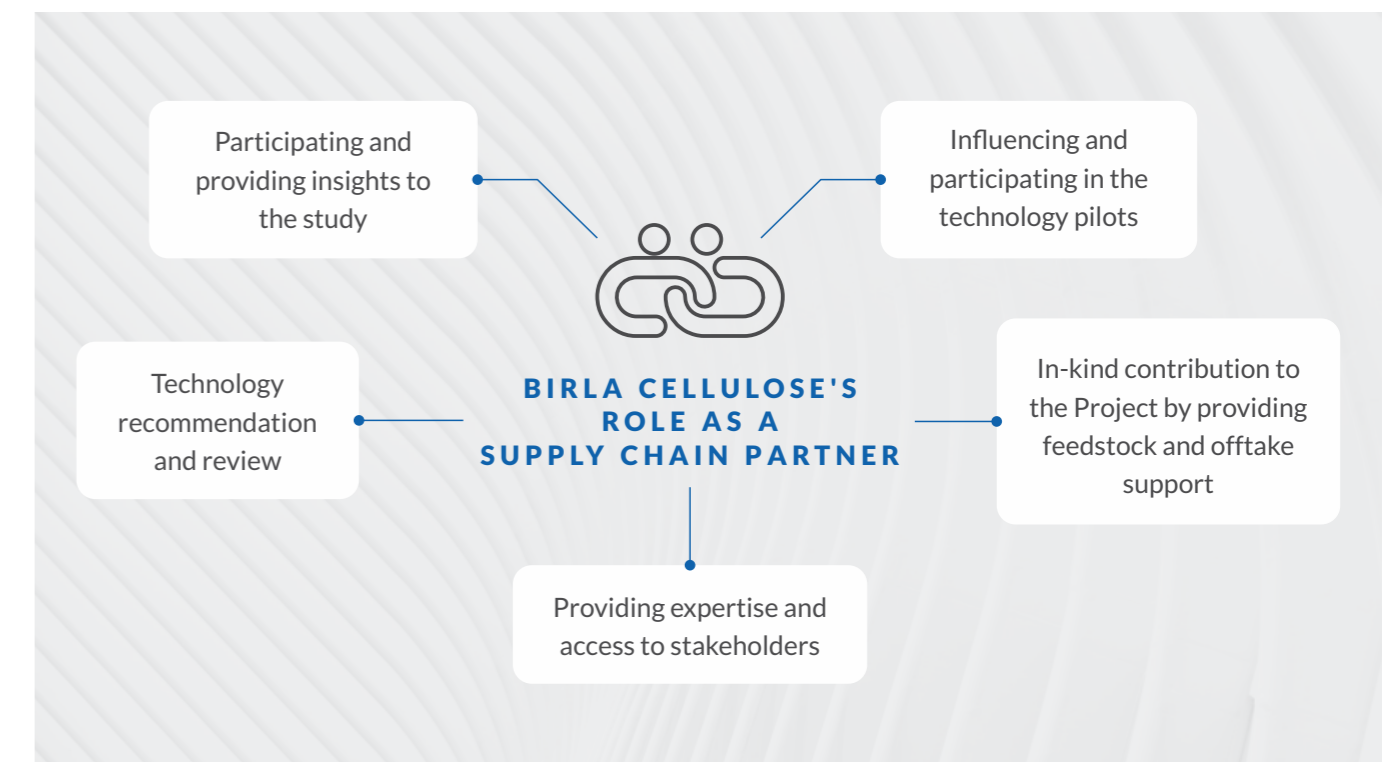 Participating and
providing insights to
the study
Influencing and
participating in the
technology pilots
Technology
recommendation
and review
BIRLA CELLULOSE'S
ROLE AS A
SUPPLY CHAIN PARTNER
In-kind contribution to
the Project by providing
feedstock and offtake
support
Providing expertise and
access to stakeholders